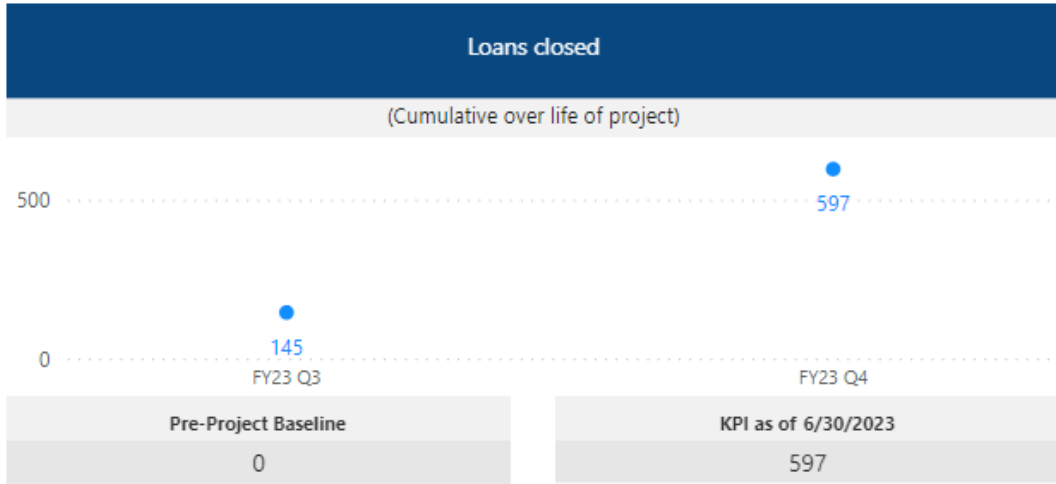 Loans closed
(Cumulative over life of project)
500
597
145
0
FY23 Q3 FY23 Q4
Pre-Project Baseline KPI as of 6/30/2023
0 597